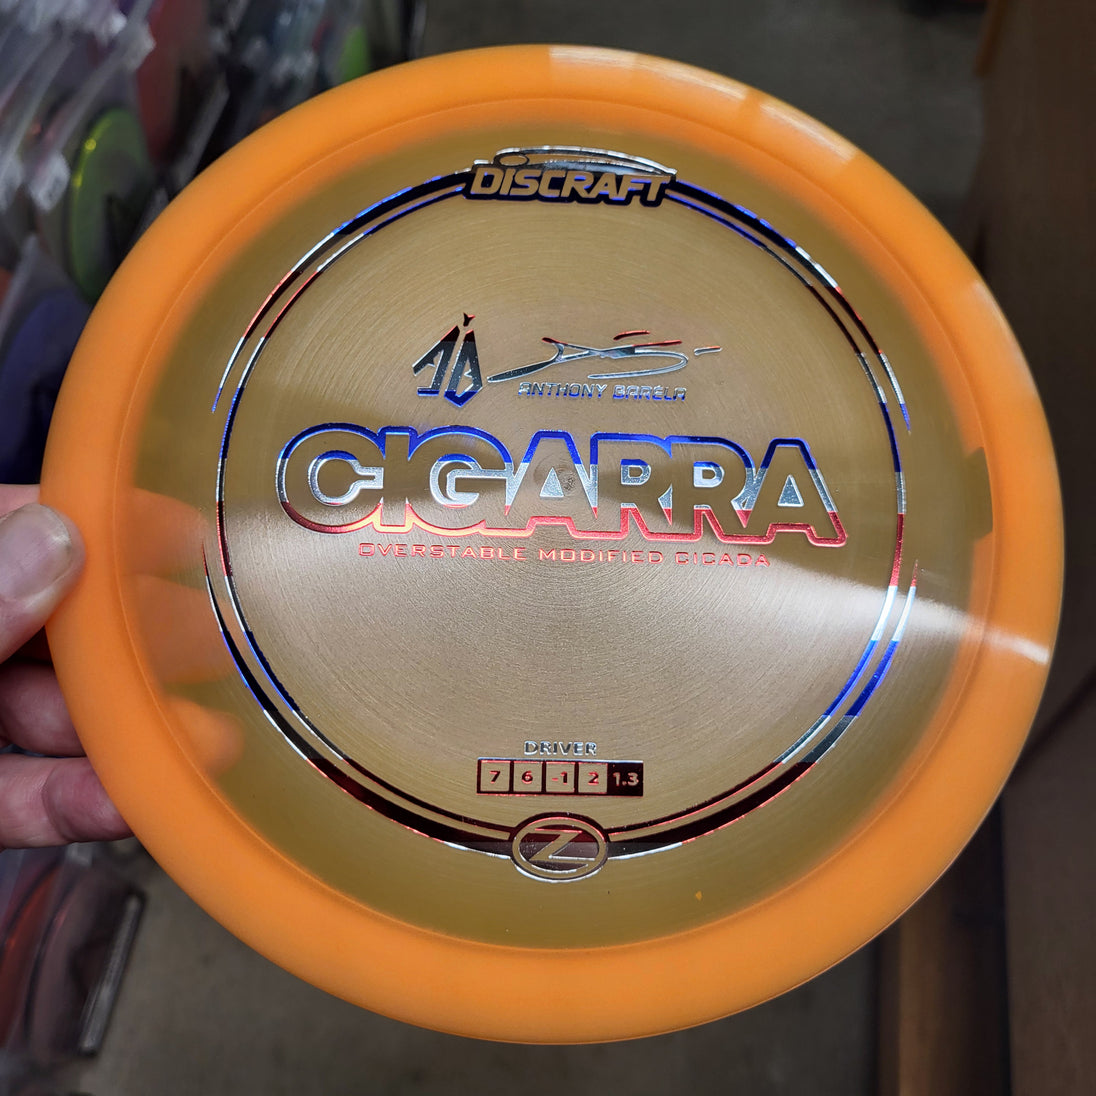 DISCRAFT
AB
ANTHONY BARELA
CIGARRA
OVERSTABLE MODIFIED CICADA
DRIVER
7 6 -1 2 1.3
Z